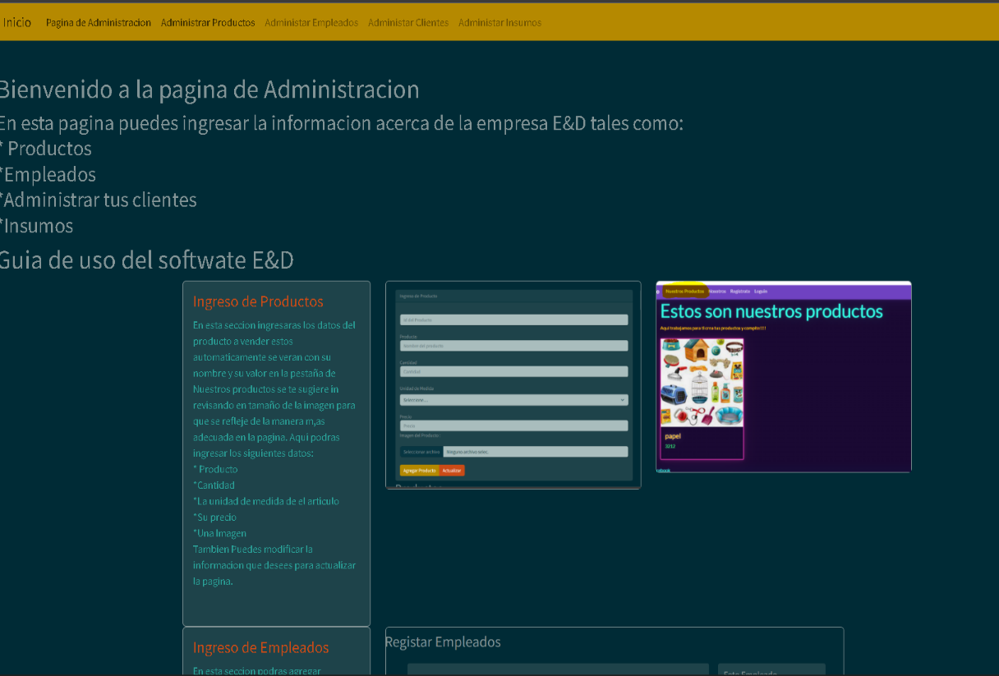 Inicio Pagina de Administracion Administrar Productos Administar Empleados Administar Clientes Administar Insumos
Bienvenido a la pagina de Administracion
En esta pagina puedes ingresar la informacion acerca de la empresa E&D tales como:
* Productos
*Empleados
*Administrar tus clientes
*Insumos
Guia de uso del softwate E&D
Ingreso de Productos
En esta seccion ingresaras los datos del
producto a vender estos
automaticamente se veran con su
nombre y su valor en la pestaña de
Nuestros productos se te sugiere in
revisando en tamaño de la imagen para
que se refleje de la manera m,as
adecuada en la pagina. Aqui podras
ingresar los siguientes datos:
* Producto
*Cantidad
*La unidad de medida de el articulo
*Su precio
*Una Imagen
Tambien Puedes modificar la
informacion que desees para actualizar
la pagina.
Ingreso de Producto
Id del Producto
Producto
Nombre del producto
Cantidad
Cantidad
Unidad de Medida
Seleccione...
Precio
Precio
Imagen del Producto:
Seleccionar archivo Ninguno archivo selec.
Agregar Producto Actualizar
Nuestros Productos Nosotros Registrate Loguin
Estos son nuestros productos
Aqui trabajamos para ti crea tus productos y compite!!!!
papel
3212
Ingreso de Empleados
En esta seccion podras agregar
Registar Empleados